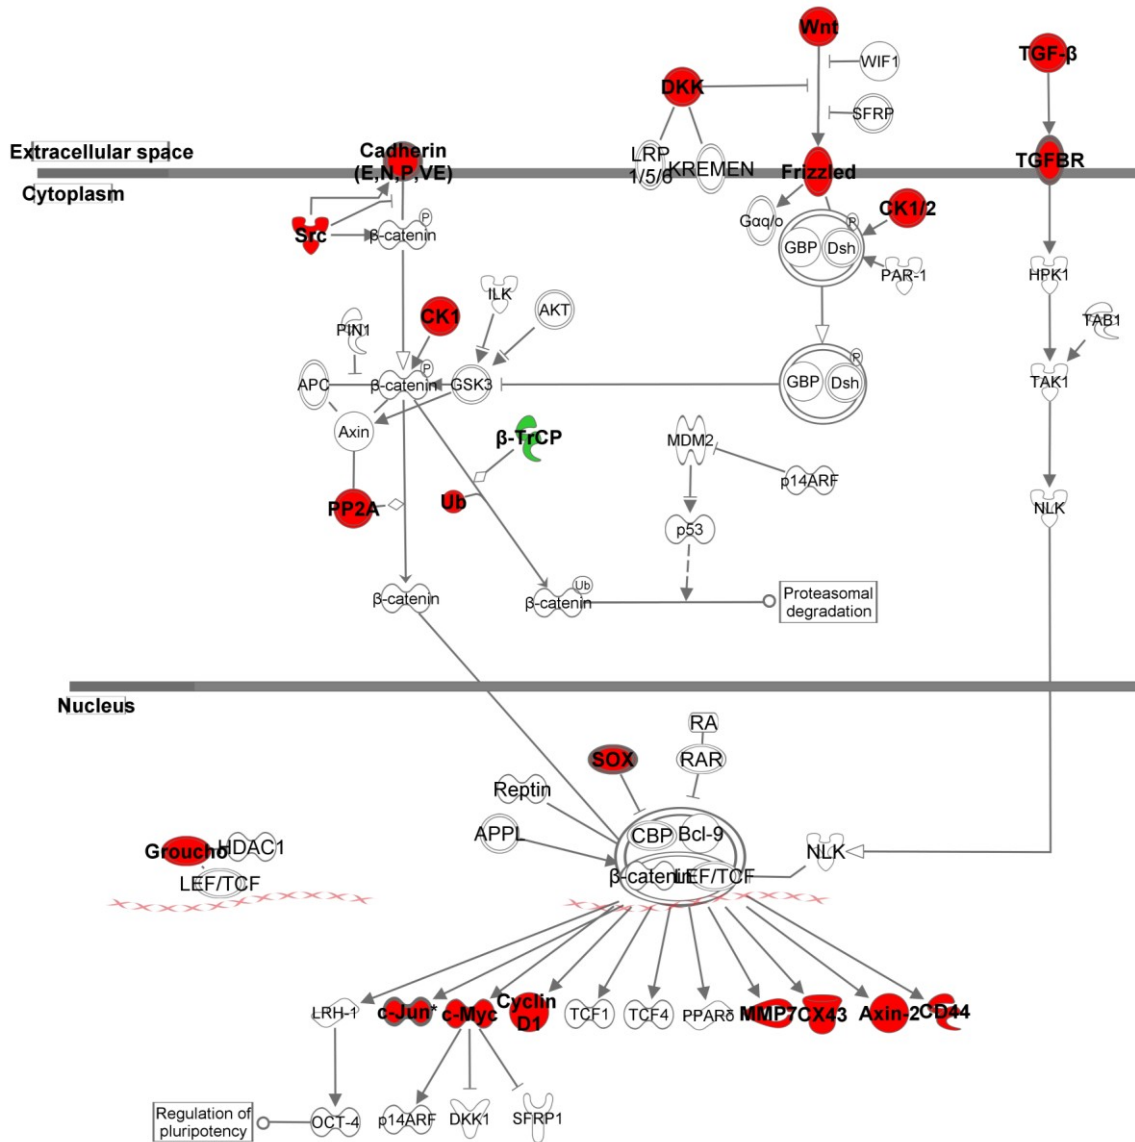 Wnt
WIF1
TGF-β
DKK
SFRP
Extracellular space
Cadherin
(E,N,P,VE)
LRP
1/5/6
KREMEN
Frizzled
TGFBR
Cytoplasm
Src
β-catenin
P
Gαq/o
GBP
Dsh
P
CK1/2
PAR-1
HPK1
ILK
CK1
AKT
PIN1
TAB1
APC
β-catenin
P
GSK3
GBP
Dsh
P
TAK1
Axin
β-TrCP
MDM2
p14ARF
PP2A
Ub
p53
NLK
β-catenin
β-catenin
Ub
Proteasomal
degradation
Nucleus
RA
SOX
RAR
Reptin
APPL
CBP
Bcl-9
Groucho
HDAC1
NLK
LEF/TCF
β-catenin
LEF/TCF
LRH-1
c-Jun*
c-Myc
Cyclin
D1
TCF1
TCF4
PPARδ
MMP7
CX43
Axin-2
CD44
Regulation of
pluripotency
OCT-4
p14ARF
DKK1
SFRP1